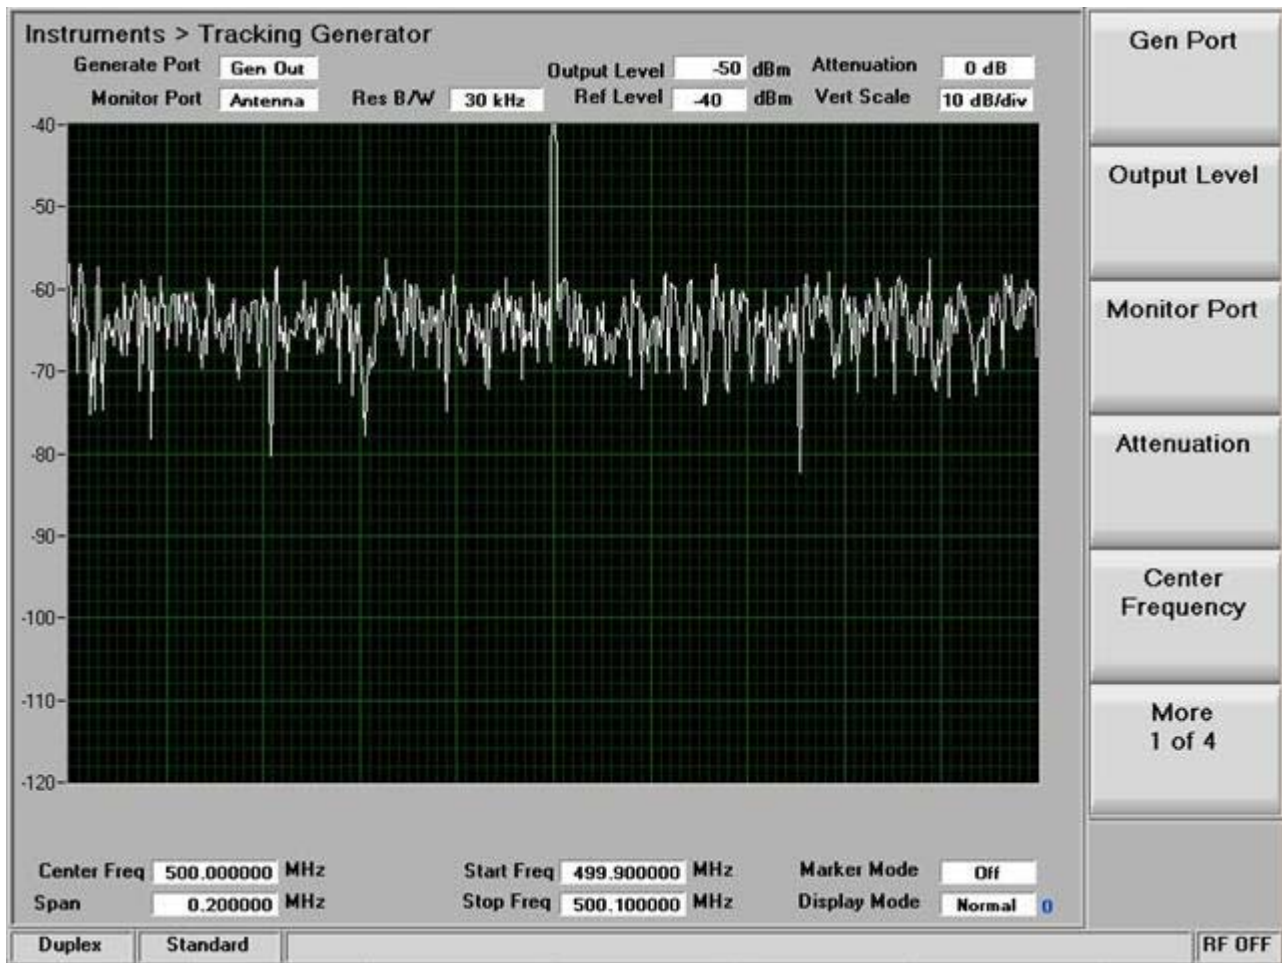 Instruments > Tracking Generator
Generate Port Gen Out Output Level -50 dBm Attenuation 0 dB
Monitor Port Antenna Res B/W 30 kHz Ref Level -40 dBm Vert Scale 10 dB/div
-40
-50
-60
-70
-80
-90
-100
-110
-120
Center Freq 500.000000 MHz Start Freq 499.900000 MHz Marker Mode Off
Span 0.200000 MHz Stop Freq 500.100000 MHz Display Mode Normal 0
Gen Port
Output Level
Monitor Port
Attenuation
Center
Frequency
More
1 of 4
Duplex Standard RF OFF